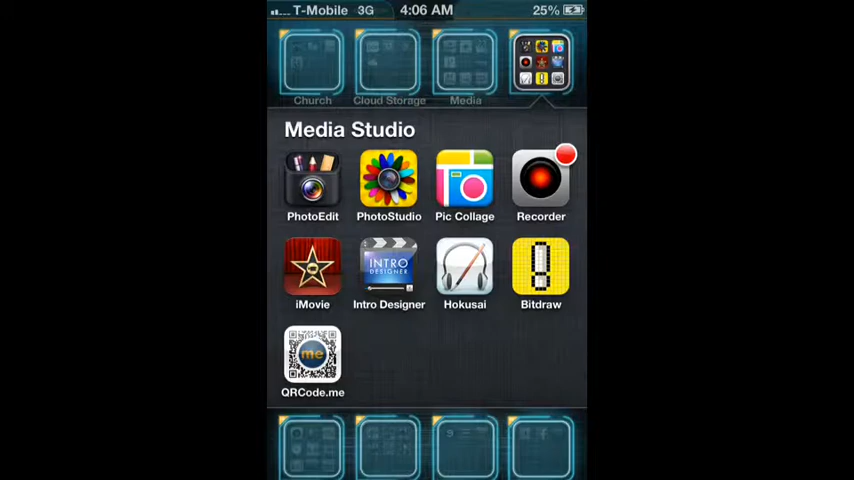 T-Mobile 3G 4:06 AM 25%
Church Cloud Storage Media
Media Studio
PhotoEdit PhotoStudio Pic Collage Recorder
INTRO
DESIGNER
iMovie Intro Designer Hokusai Bitdraw
me
QRCode.me